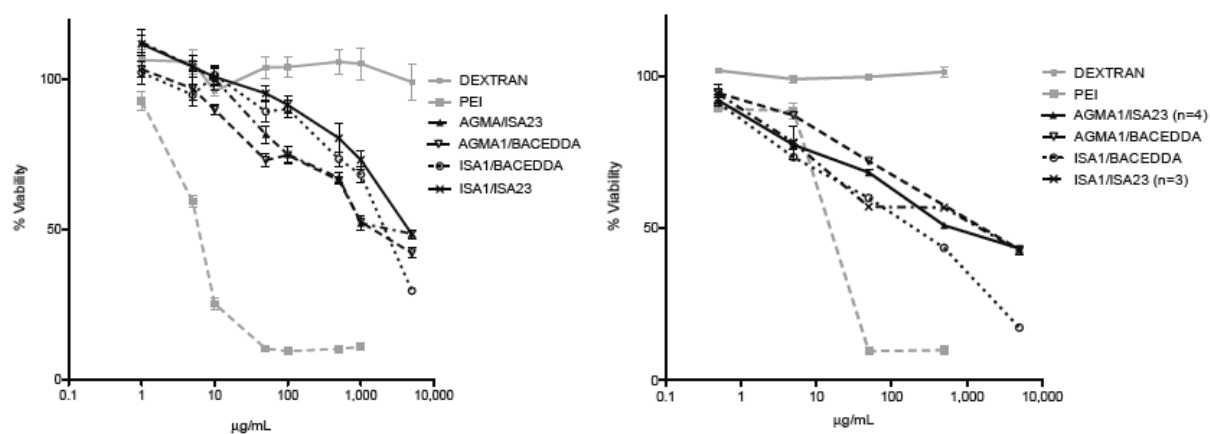 100
50
0
% Viability
0.1 1 10 100 1,000 10,000
µg/mL
DEXTRAN
PEI
AGMA/ISA23
AGMA1/BACEDDA
ISA1/BACEDDA
ISA1/ISA23
100
50
0
% Viability
0.1 1 10 100 1,000 10,000
µg/mL
DEXTRAN
PEI
AGMA1/ISA23 (n=4)
AGMA1/BACEDDA
ISA1/BACEDDA
ISA1/ISA23 (n=3)